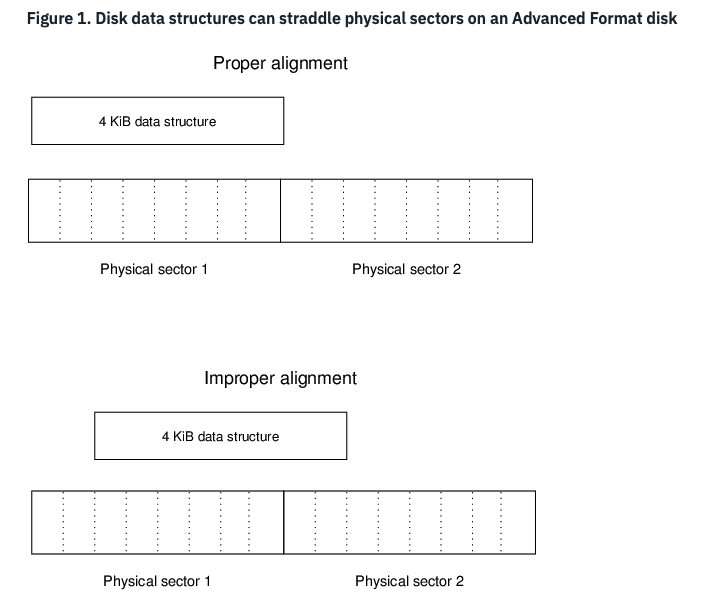 Figure 1. Disk data structures can straddle physical sectors on an Advanced Format disk
Proper alignment
4 KiB data structure
Physical sector 1
Physical sector 2
Improper alignment
4 KiB data structure
Physical sector 1
Physical sector 2